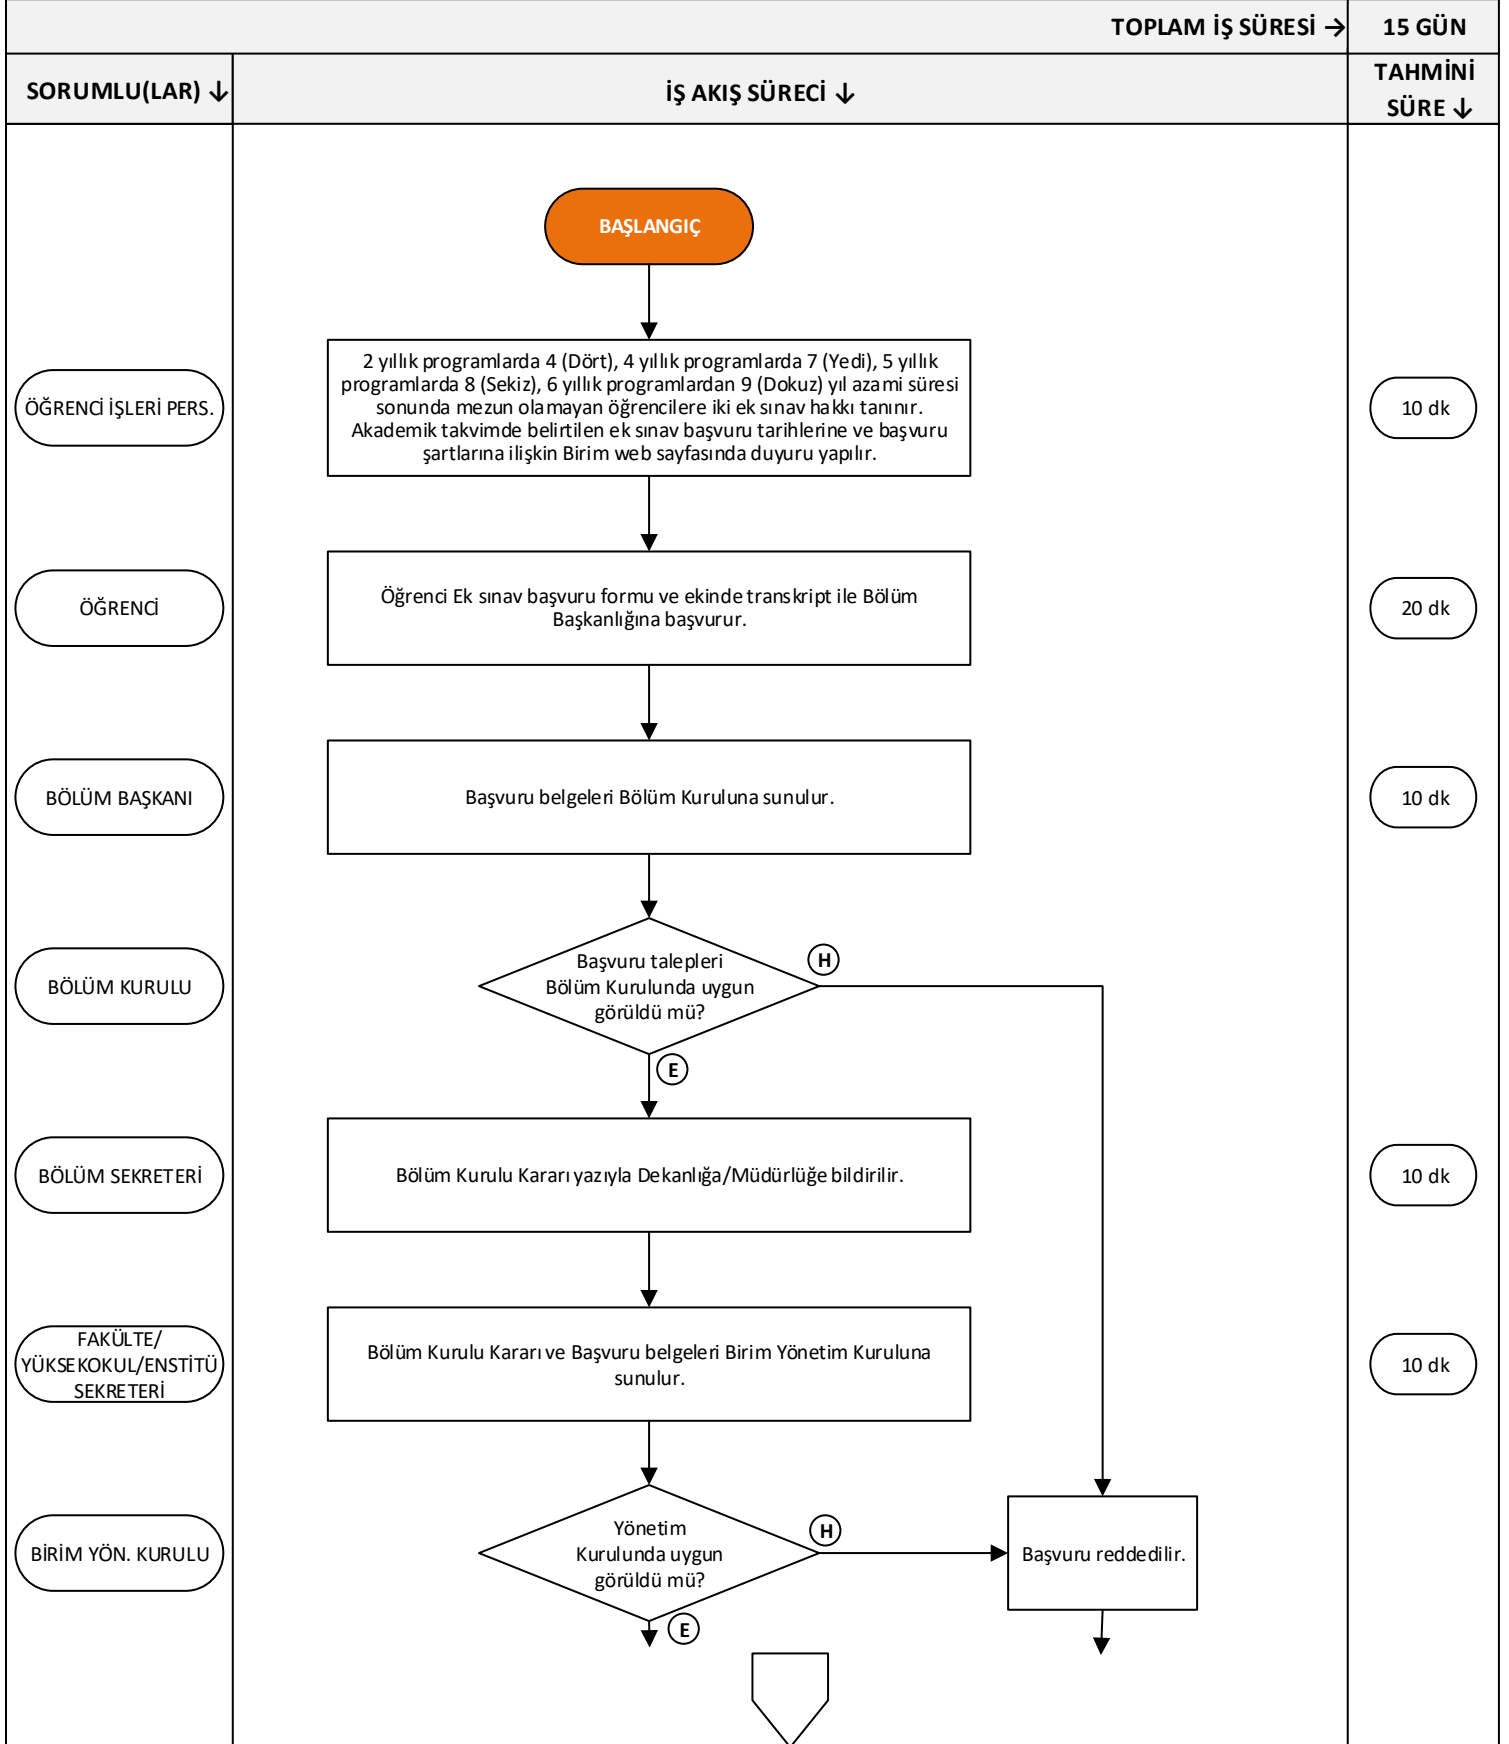 TOPLAM İŞ SÜRESİ →
15 GÜN
SORUMLU(LAR) ↓
İŞ AKIŞ SÜRECİ ↓
TAHMİNİ
SÜRE ↓
BAŞLANGIÇ
ÖĞRENCİ İŞLERİ PERS.
2 yıllık programlarda 4 (Dört), 4 yıllık programlarda 7 (Yedi), 5 yıllık
programlarda 8 (Sekiz), 6 yıllık programlardan 9 (Dokuz) yıl azami süresi
sonunda mezun olamayan öğrencilere iki ek sınav hakkı tanınır.
Akademik takvimde belirtilen ek sınav başvuru tarihlerine ve başvuru
şartlarına ilişkin Birim web sayfasında duyuru yapılır.
10 dk
ÖĞRENCİ
Öğrenci Ek sınav başvuru formu ve ekinde transkript ile Bölüm
Başkanlığına başvurur.
20 dk
BÖLÜM BAŞKANI
Başvuru belgeleri Bölüm Kuruluna sunulur.
10 dk
BÖLÜM KURULU
Başvuru talepleri
Bölüm Kurulunda uygun
görüldü mü?
H
E
BÖLÜM SEKRETERİ
Bölüm Kurulu Kararı yazıyla Dekanlığa/Müdürlüğe bildirilir.
10 dk
FAKÜLTE/
YÜKSEKOKUL/ENSTİTÜ
SEKRETERİ
Bölüm Kurulu Kararı ve Başvuru belgeleri Birim Yönetim Kuruluna
sunulur.
10 dk
BİRİM YÖN. KURULU
Yönetim
Kurulunda uygun
görüldü mü?
H
Başvuru reddedilir.
E